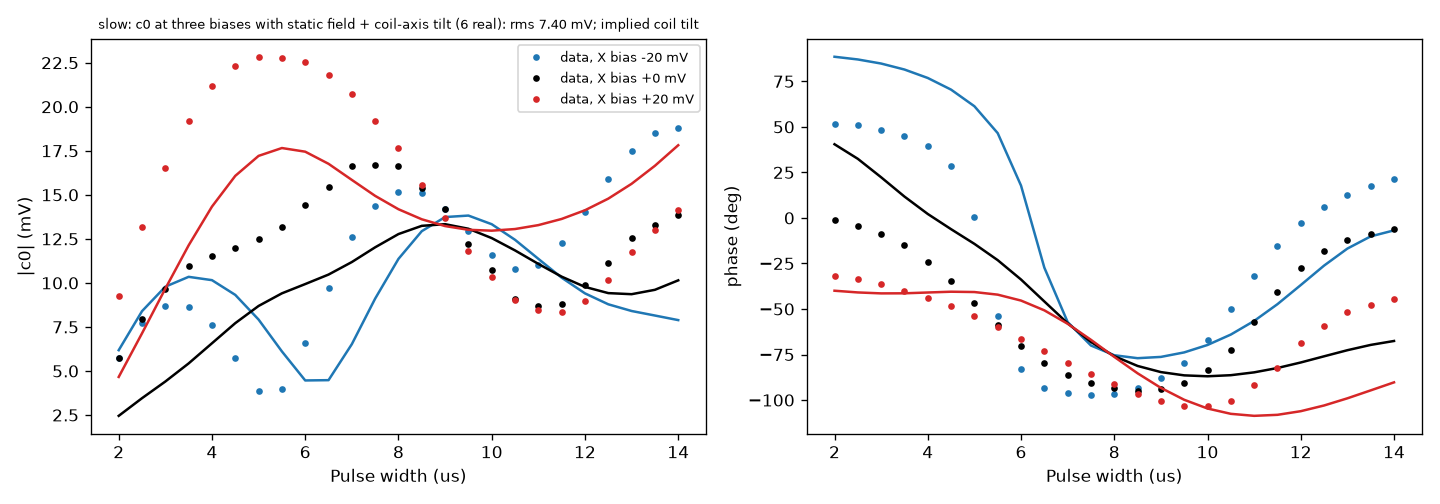 slow: c0 at three biases with static field + coil-axis tilt (6 real): rms 7.40 mV; implied coil tilt
|c0| (mV)
22.5
20.0
17.5
15.0
12.5
10.0
7.5
5.0
2.5
data, X bias -20 mV
data, X bias +0 mV
data, X bias +20 mV
2 4 6 8 10 12 14
Pulse width (us)
phase (deg)
75
50
25
0
−25
−50
−75
−100
2 4 6 8 10 12 14
Pulse width (us)